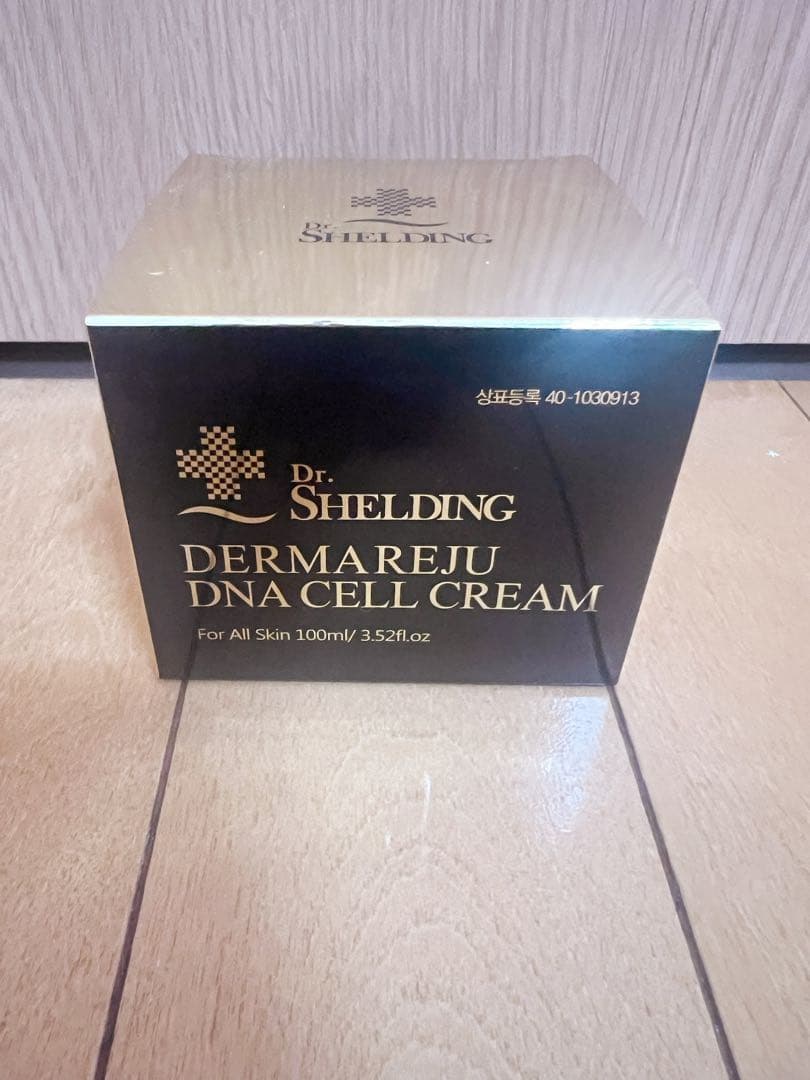 Dr.
SHELDING
상표등록 40-1030913
Dr.
SHELDING
DERMAREJU
DNA CELL CREAM
For All Skin 100ml/ 3.52fl.oz